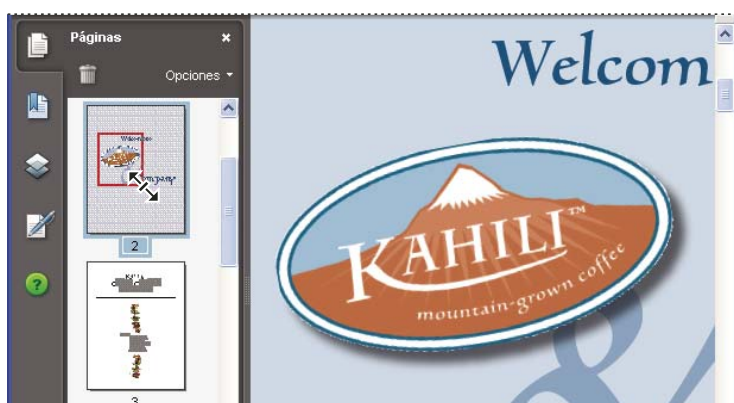 Páginas
Opciones
2
3
?
Welcom
KAHILI™
mountain-grown coffee
&